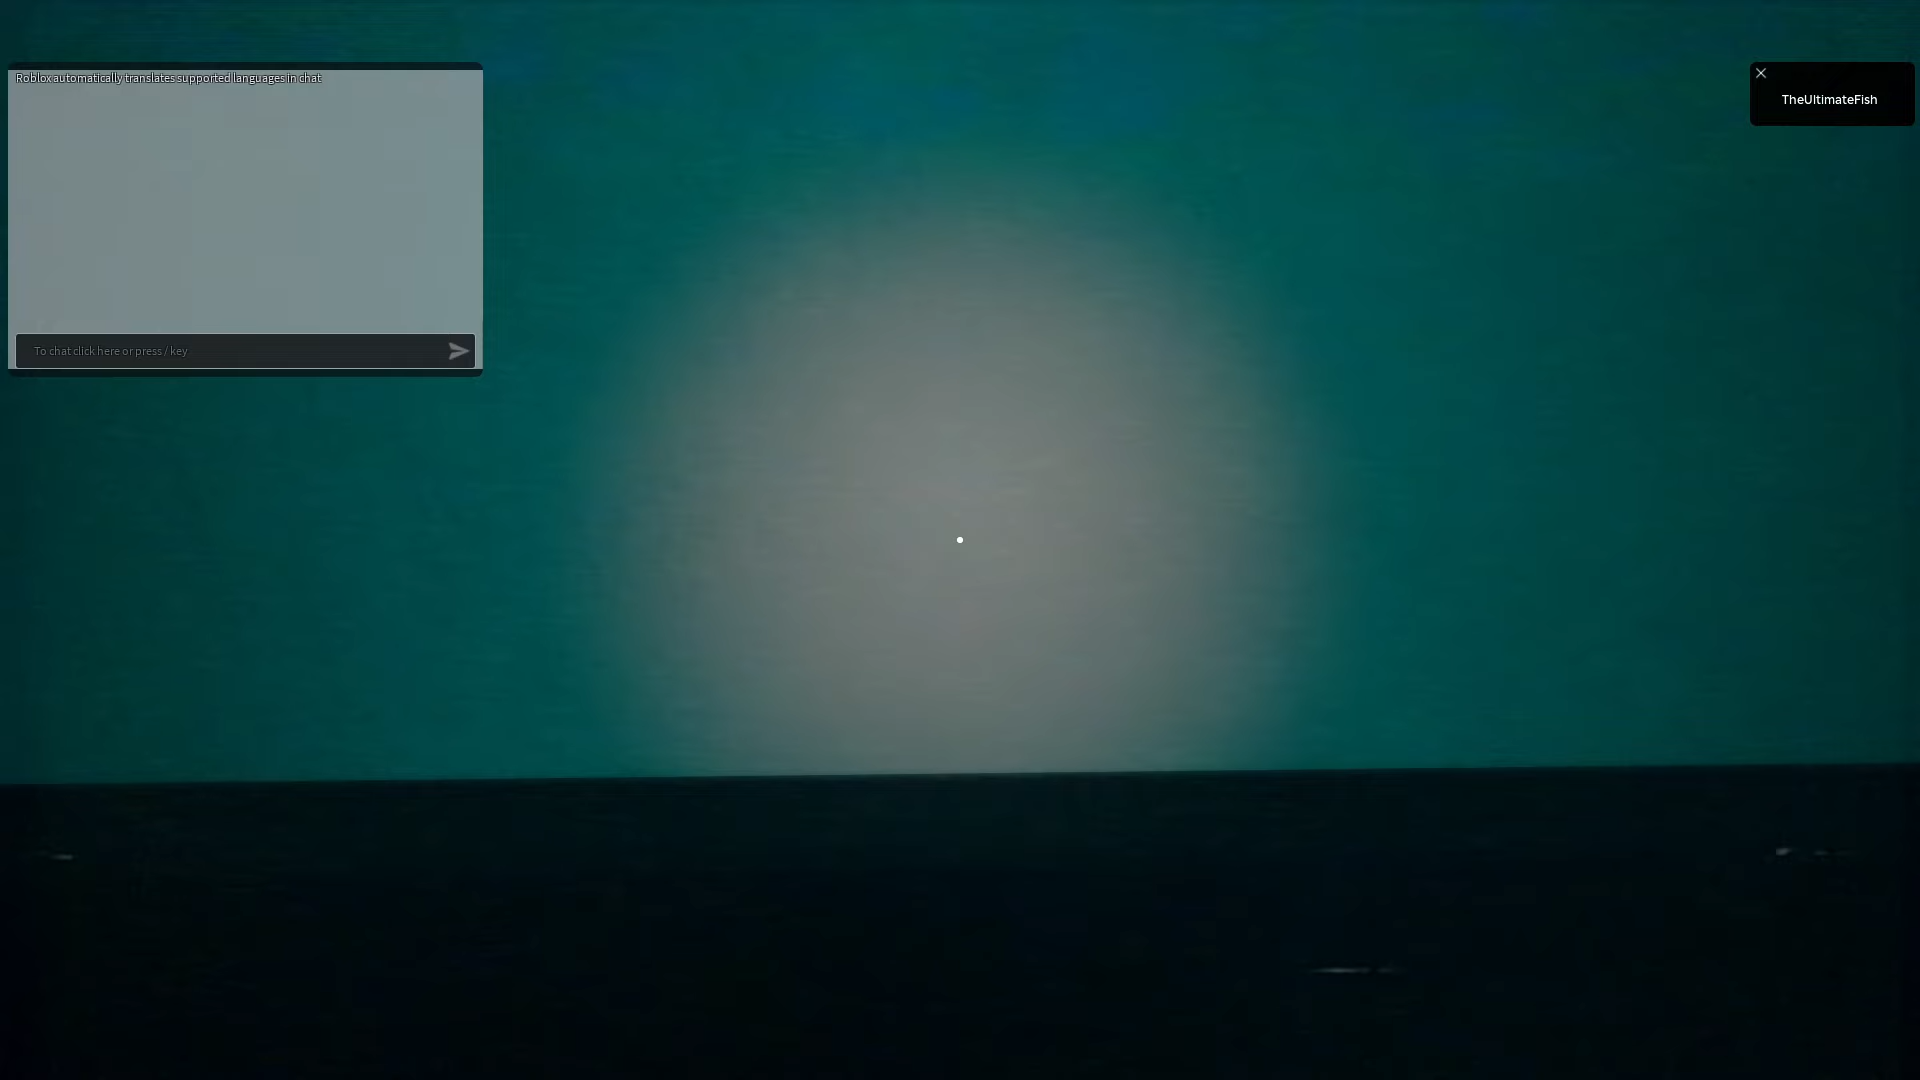 Roblox automatically translates supported languages in chat
TheUltimateFish
To chat click here or press / key